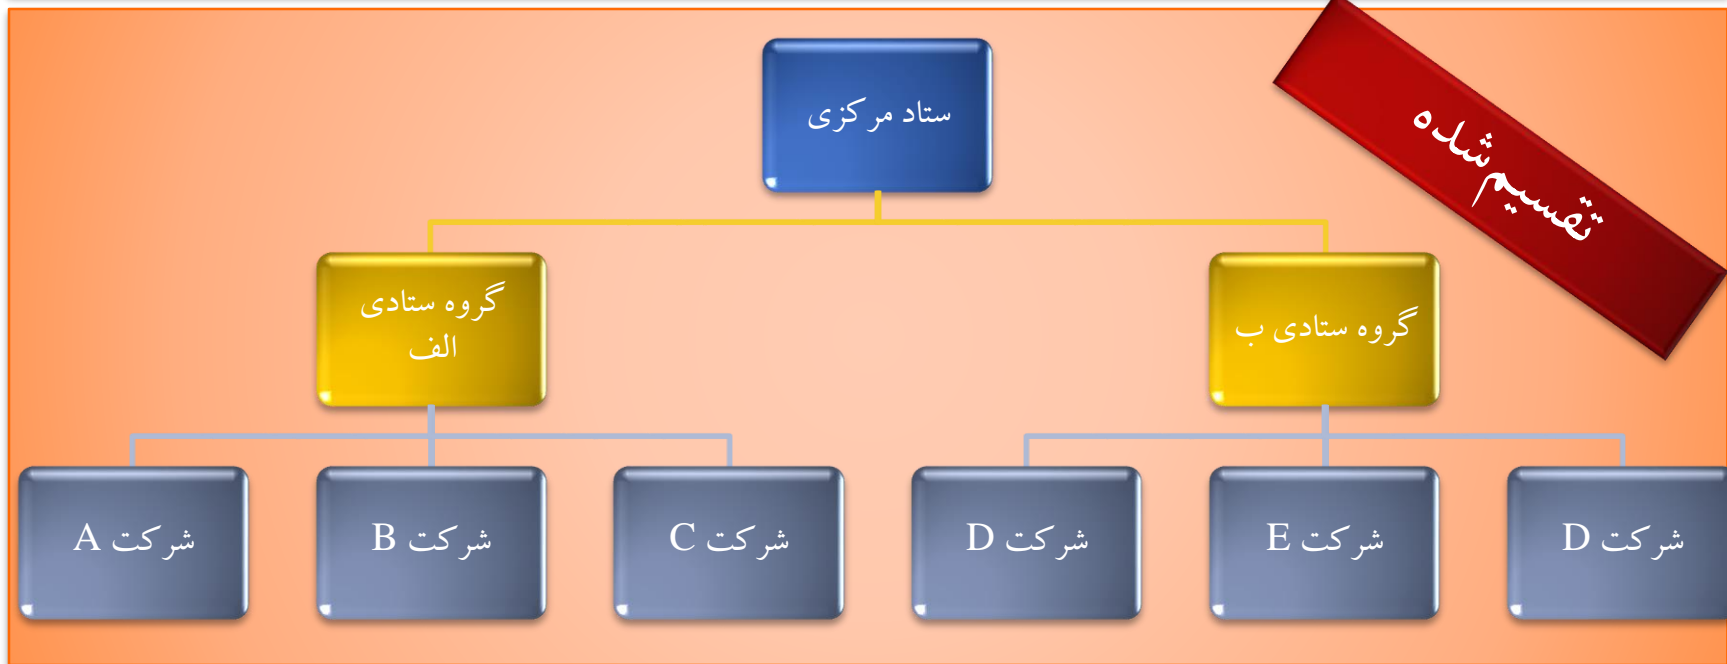 ستاد مرکزی
تقسیم‌شده
گروه ستادی
الف
گروه ستادی ب
شرکت A
شرکت B
شرکت C
شرکت D
شرکت E
شرکت D